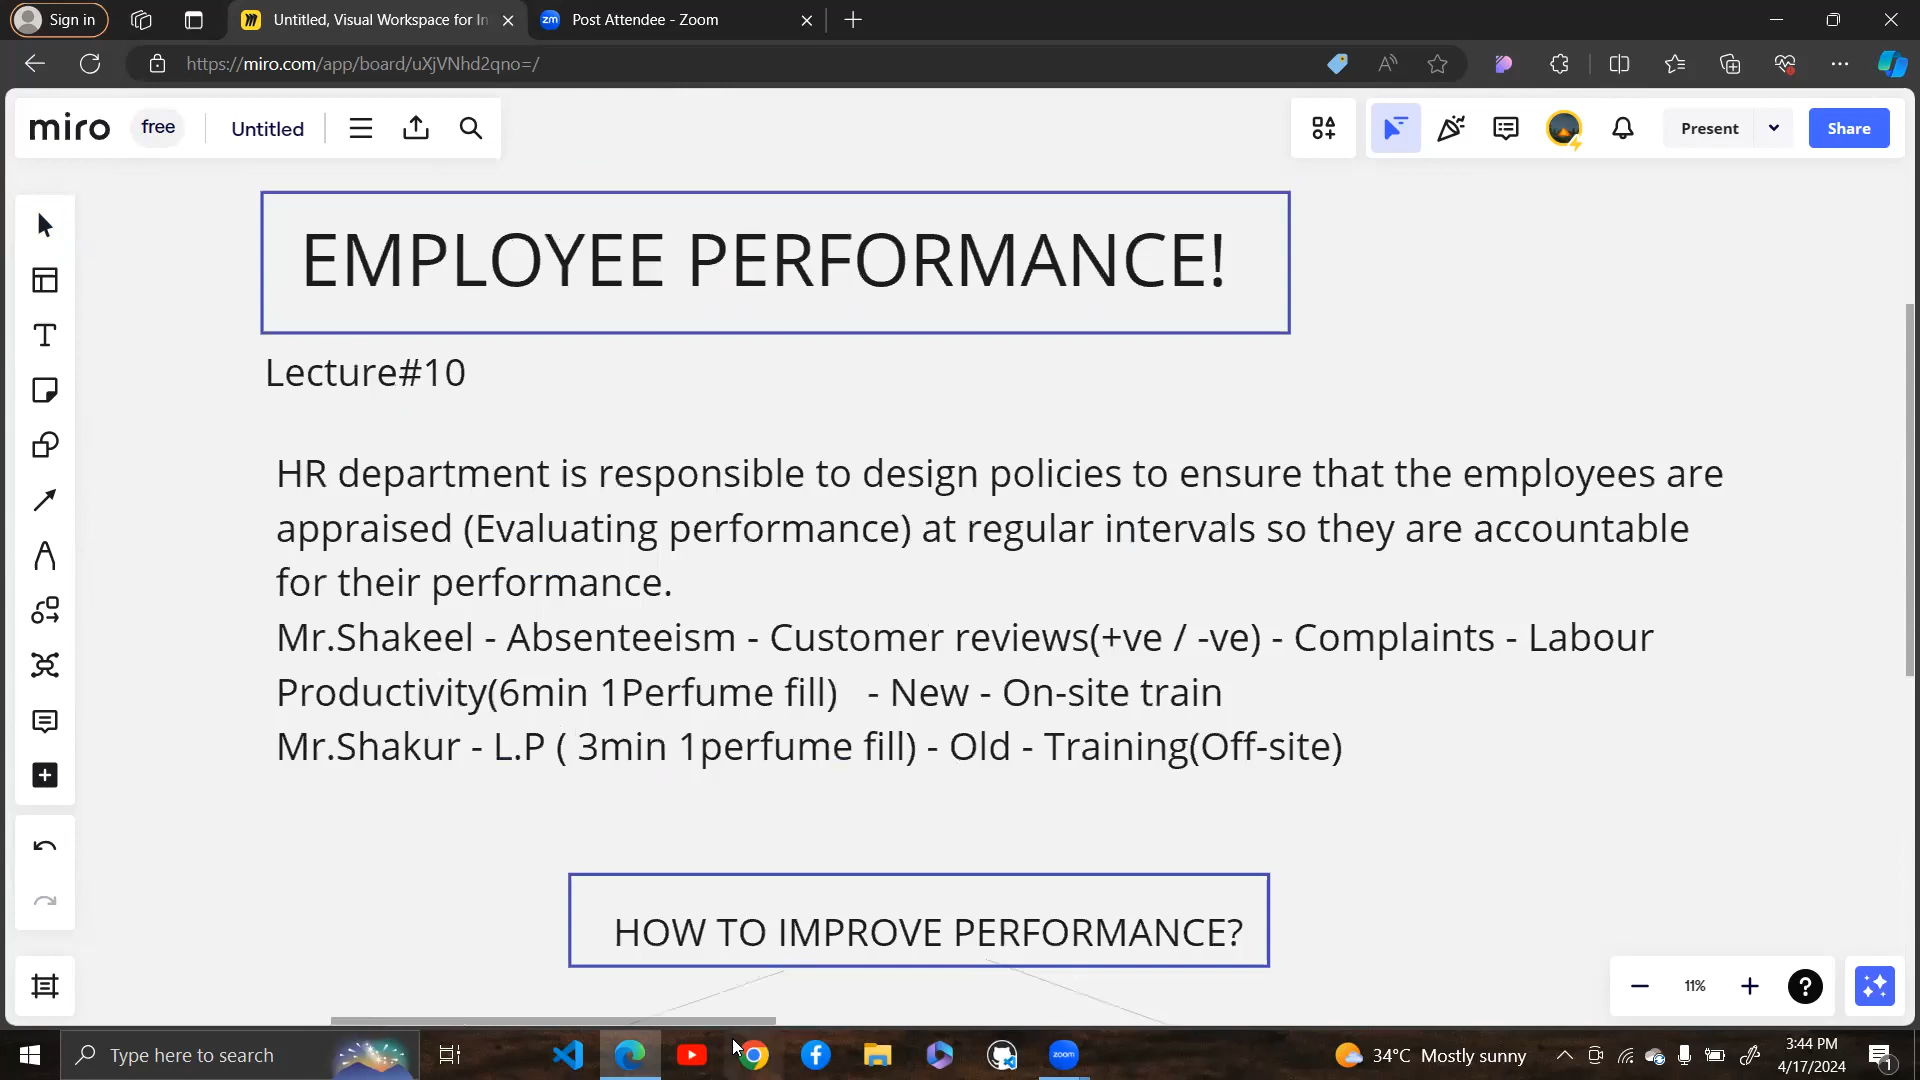 Sign in
Untitled, Visual Workspace for In
zm
Post Attendee - Zoom
https://miro.com/app/board/uXjVNhd2qno=/
miro
free
Untitled
Present
Share
EMPLOYEE PERFORMANCE!
Lecture#10
HR department is responsible to design policies to ensure that the employees are
appraised (Evaluating performance) at regular intervals so they are accountable
for their performance.
Mr.Shakeel - Absenteeism - Customer reviews(+ve / -ve) - Complaints - Labour
Productivity(6min 1Perfume fill)   - New - On-site train
Mr.Shakur - L.P ( 3min 1perfume fill) - Old - Training(Off-site)
HOW TO IMPROVE PERFORMANCE?
11%
Type here to search
zoom
34°C Mostly sunny
3:44 PM
4/17/2024
1